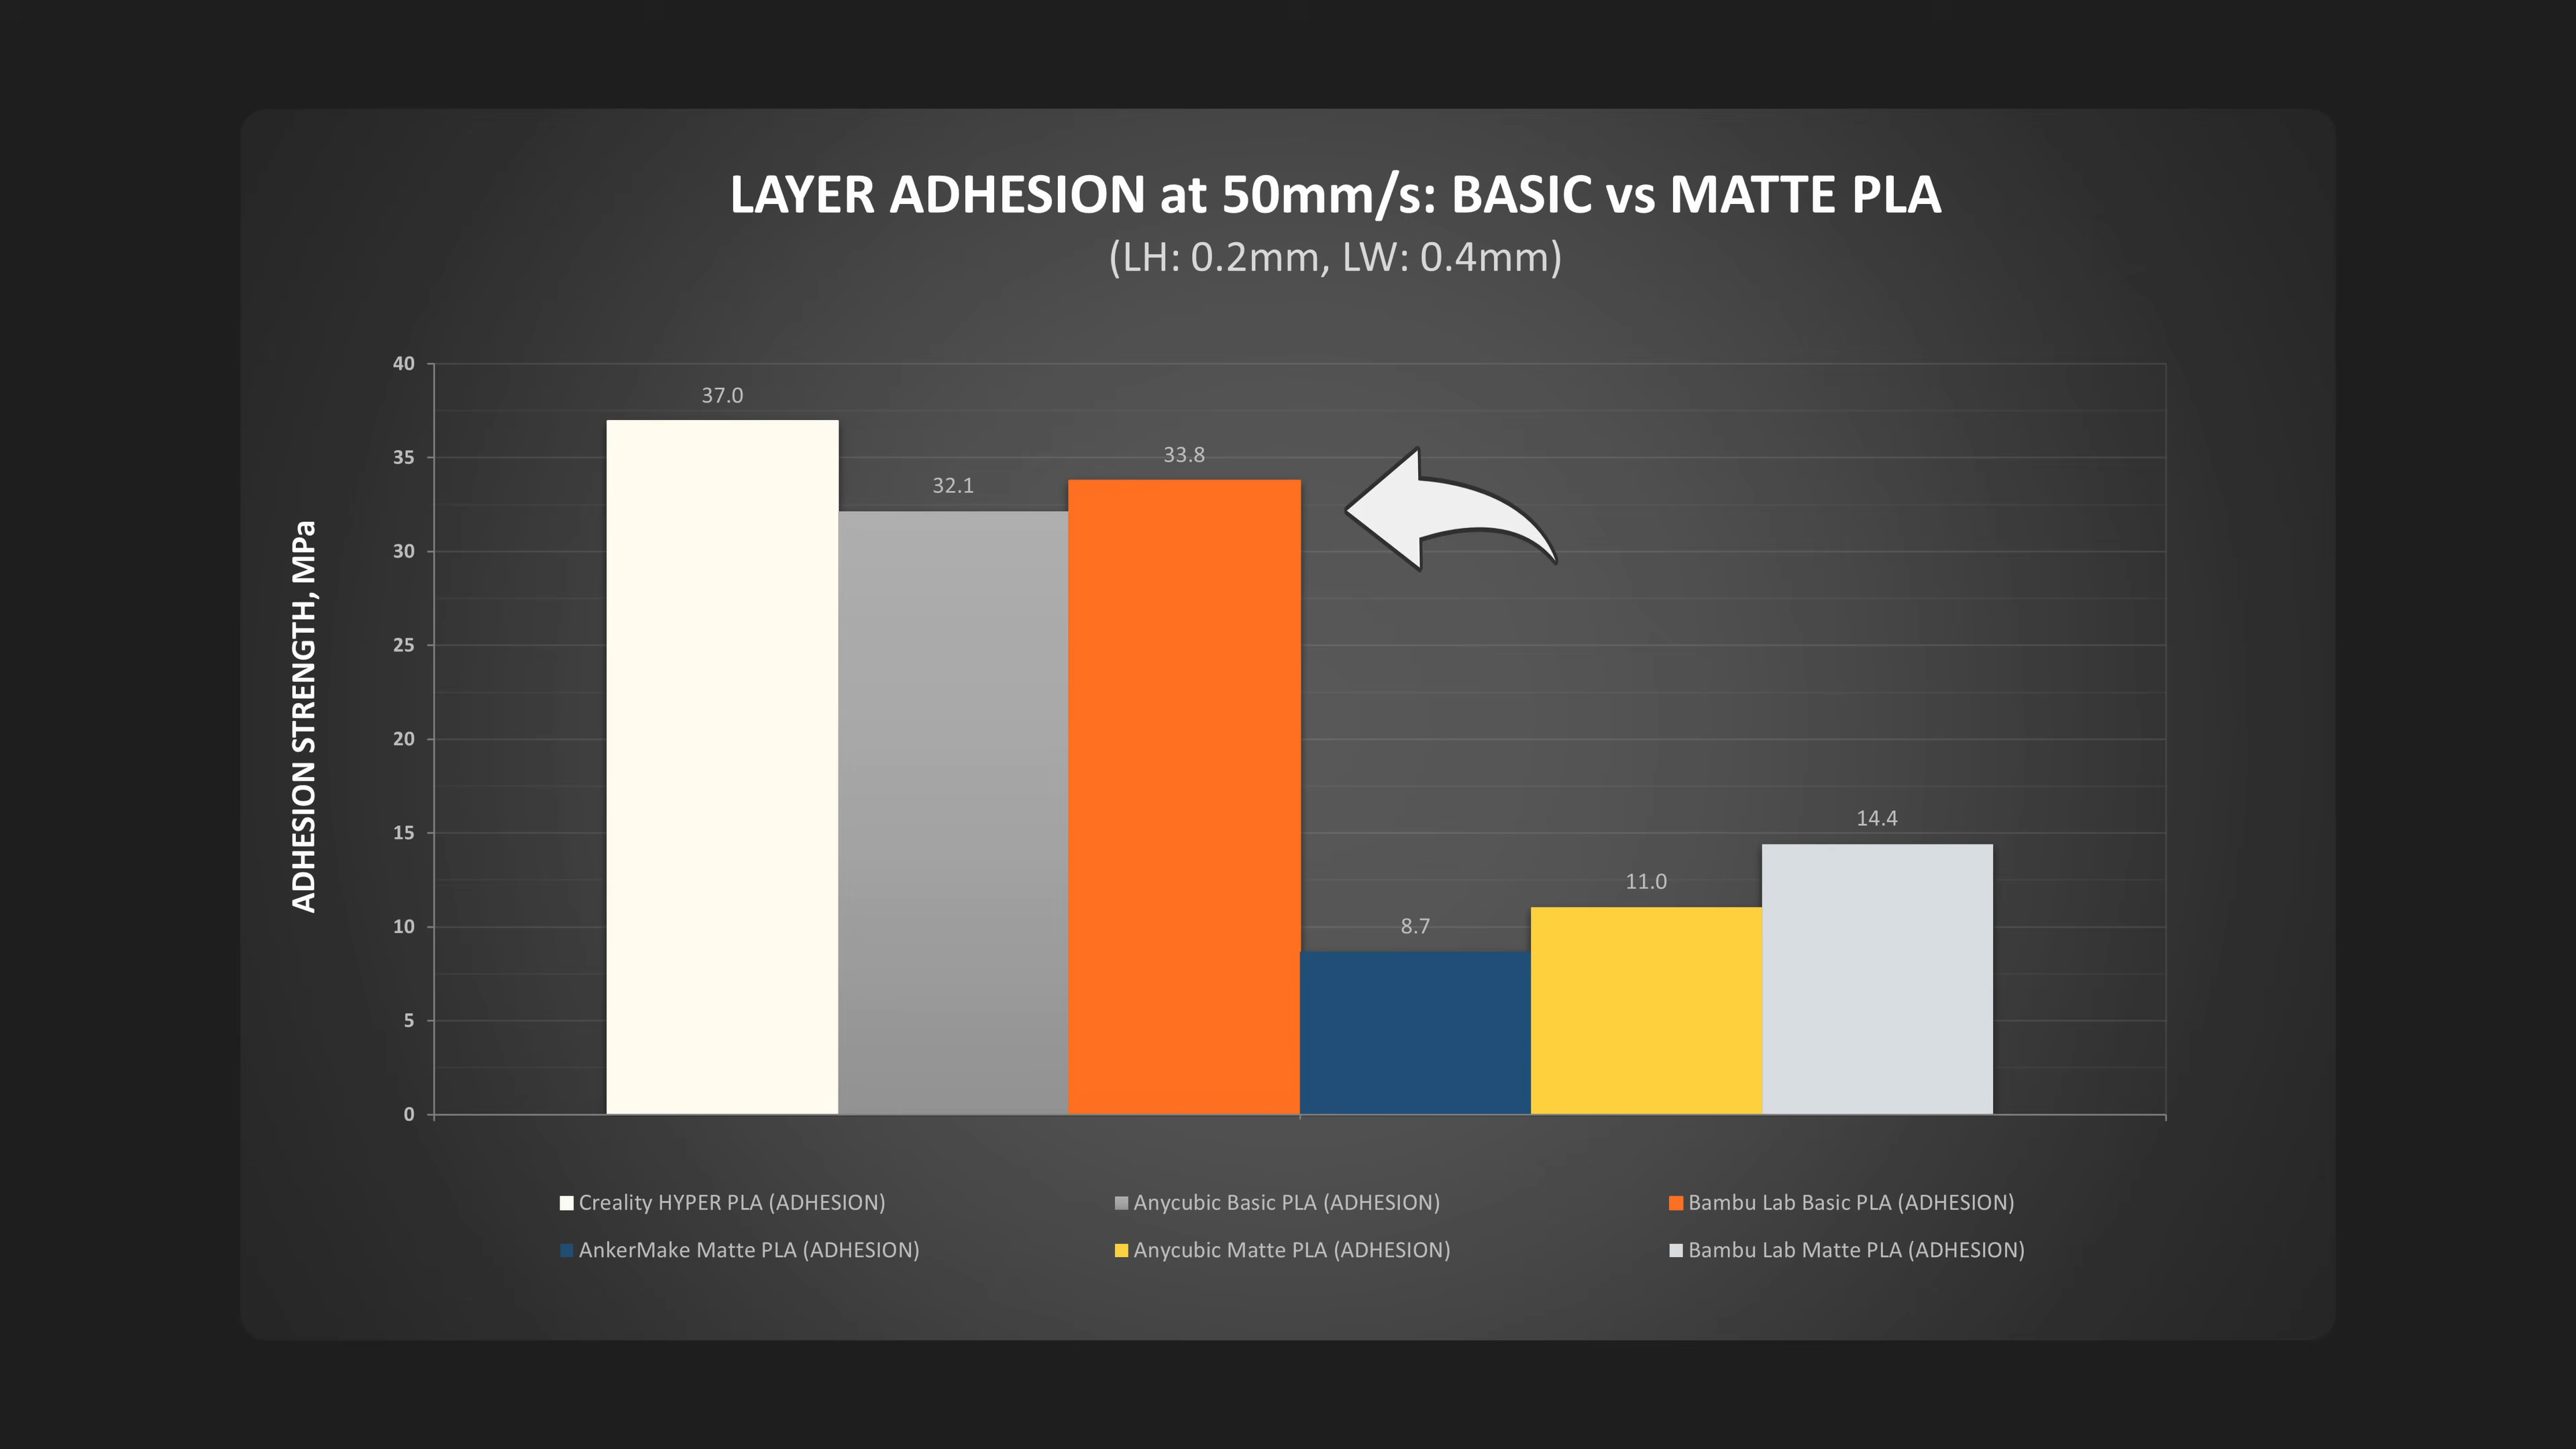 LAYER ADHESION at 50mm/s: BASIC vs MATTE PLA
(LH: 0.2mm, LW: 0.4mm)
ADHESION STRENGTH, MPa
40
35
30
25
20
15
10
5
0
37.0
32.1
33.8
8.7
11.0
14.4
Creality HYPER PLA (ADHESION)
Anycubic Basic PLA (ADHESION)
Bambu Lab Basic PLA (ADHESION)
AnkerMake Matte PLA (ADHESION)
Anycubic Matte PLA (ADHESION)
Bambu Lab Matte PLA (ADHESION)